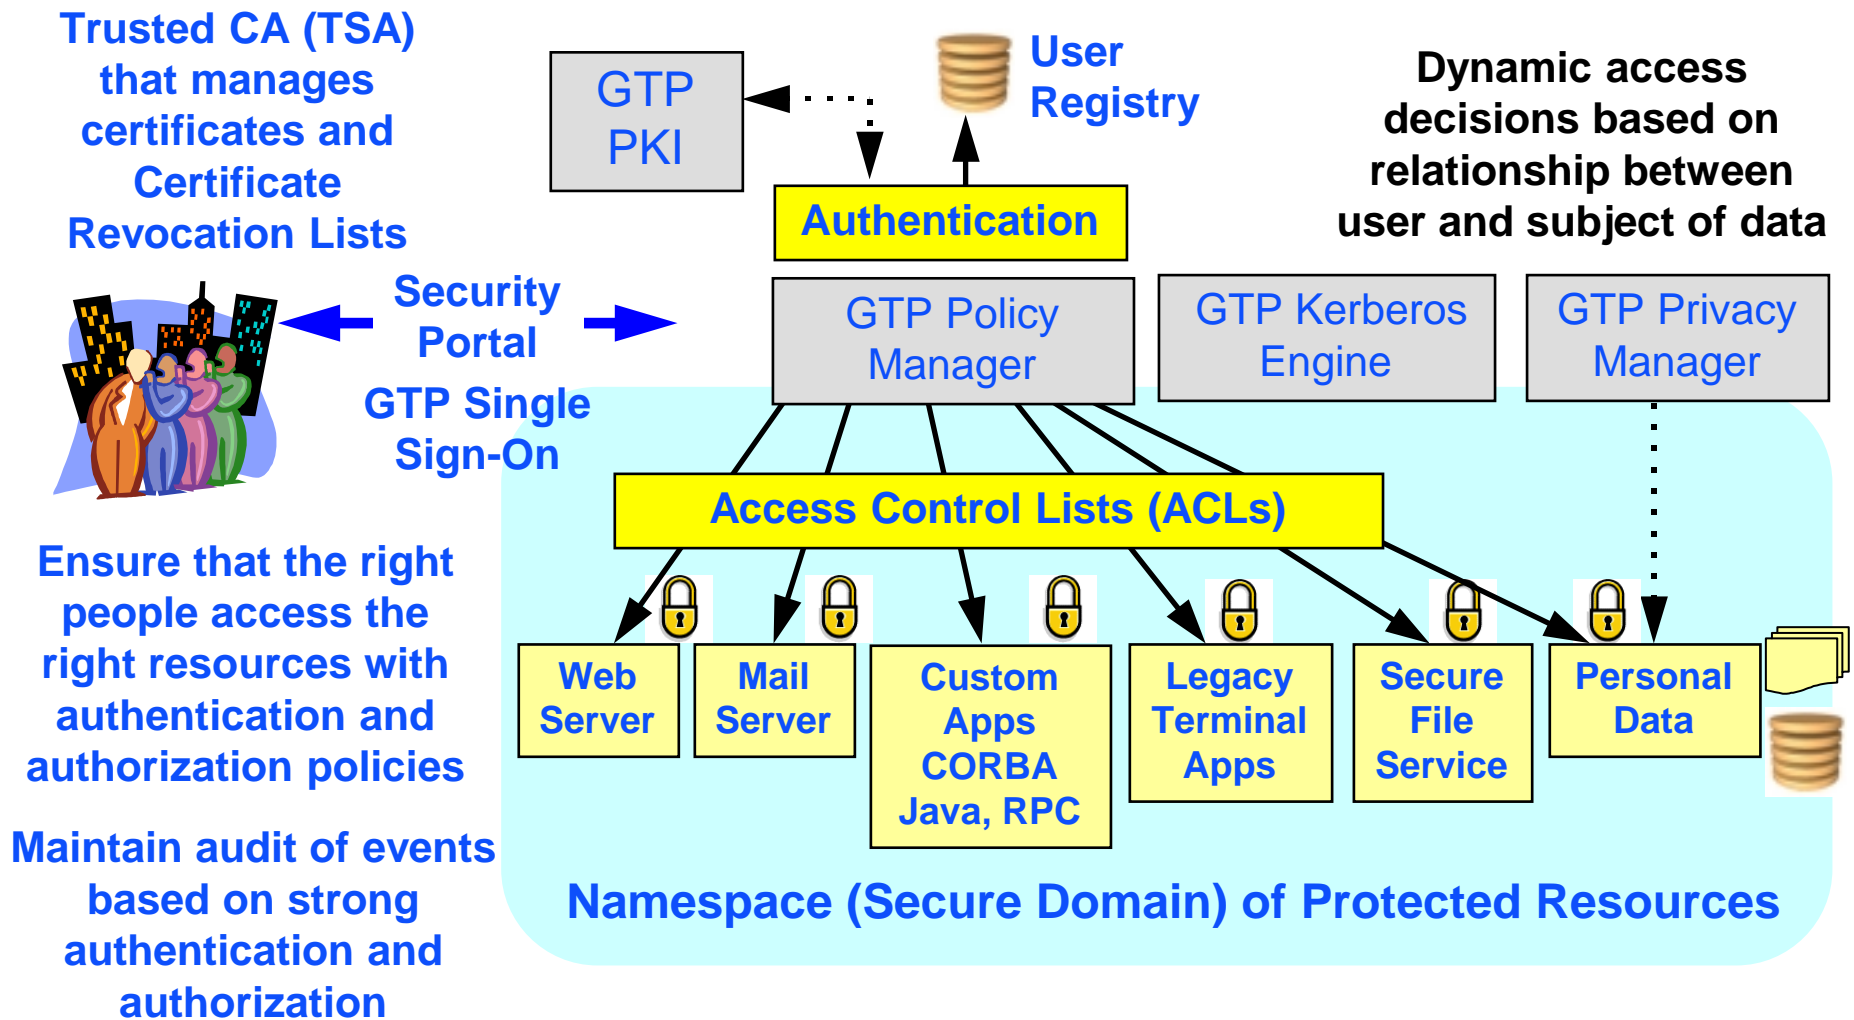 Trusted CA (TSA)
that manages
certificates and
Certificate
Revocation Lists
GTP
PKI
User
Registry
Authentication
Dynamic access
decisions based on
relationship between
user and subject of data
Security
Portal
GTP Single
Sign-On
GTP Policy
Manager
GTP Kerberos
Engine
GTP Privacy
Manager
Access Control Lists (ACLs)
Ensure that the right
people access the
right resources with
authentication and
authorization policies
Web
Server
Mail
Server
Custom
Apps
CORBA
Java, RPC
Legacy
Terminal
Apps
Secure
File
Service
Personal
Data
Maintain audit of events
based on strong
authentication and
authorization
Namespace (Secure Domain) of Protected Resources